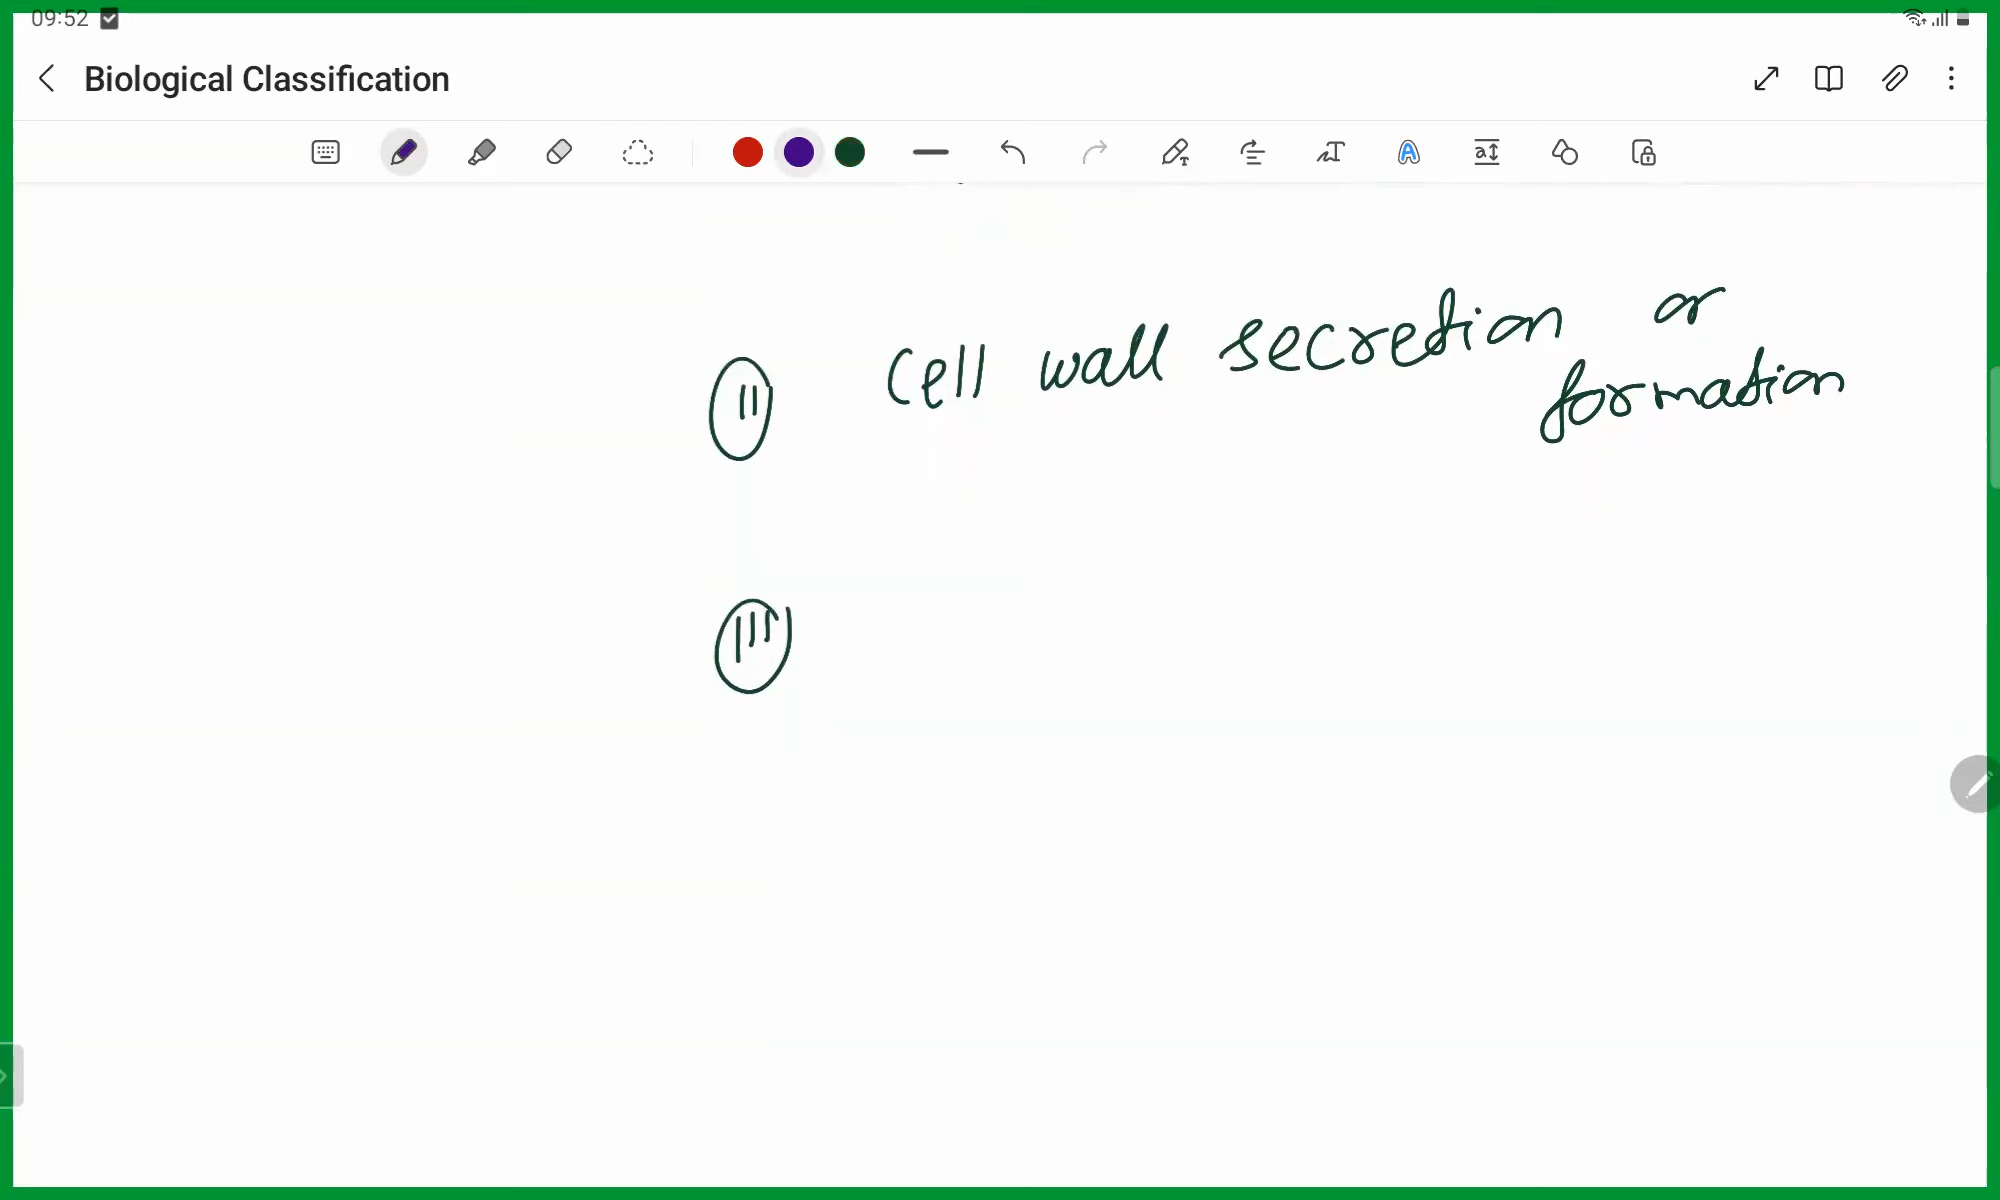 09:52
Biological Classification
(ii) Cell wall secretion or
formation
(iii)